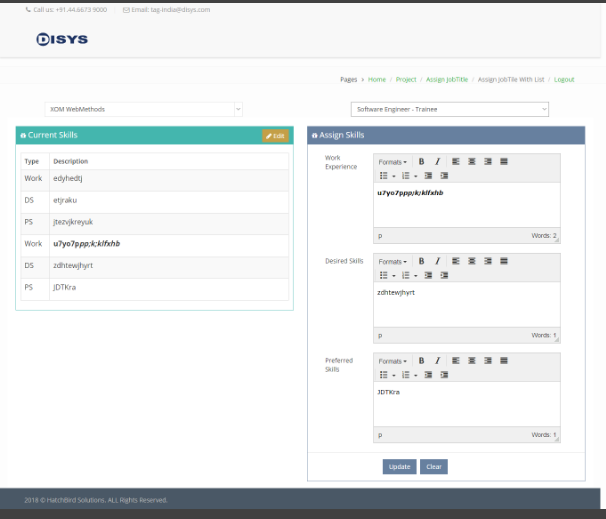 Call us: +91.44.6673 9000 Email: tag-india@disys.com
DISYS
Pages > Home / Project / Assign JobTitle / Assign JobTile With List / Logout
XOM WebMethods
Software Engineer - Trainee
Current Skills
Edit
Type Description
Work edyhedtj
DS etjraku
PS jtezvjkreyuk
Work u7yo7ppp;k;klfxhb
DS zdhtewjhyrt
PS JDTKra
Assign Skills
Work Experience
Formats B I
u7yo7ppp;k;klfxhb
p Words: 2
Desired Skills
Formats B I
zdhtewjhyrt
p Words: 1
Preferred Skills
Formats B I
JDTKra
p Words: 1
Update Clear
2018 © HatchBird Solutions. ALL Rights Reserved.